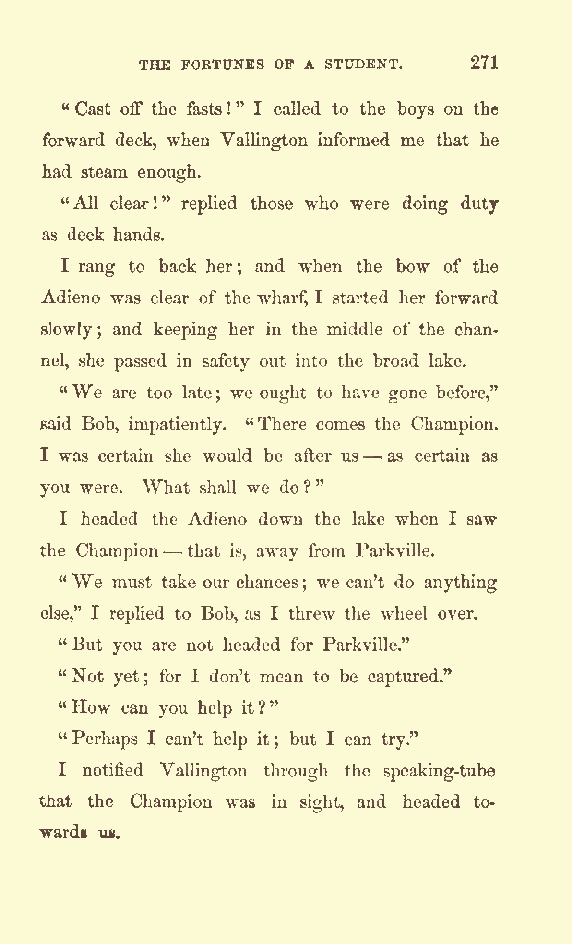 THE FORTUNES OF A STUDENT. 271
"Cast off the fasts!" I called to the boys on the
forward deck, when Vallington informed me that he
had steam enough.
"All clear!" replied those who were doing duty
as deck hands.
I rang to back her; and when the bow of the
Adieno was clear of the wharf, I started her forward
slowly; and keeping her in the middle of the chan-
nel, she passed in safety out into the broad lake.
"We are too late; we ought to have gone before,"
said Bob, impatiently. "There comes the Champion.
I was certain she would be after us — as certain as
you were. What shall we do?"
I headed the Adieno down the lake when I saw
the Champion — that is, away from Parkville.
"We must take our chances; we can't do anything
else," I replied to Bob, as I threw the wheel over.
"But you are not headed for Parkville."
"Not yet; for I don't mean to be captured."
"How can you help it?"
"Perhaps I can't help it; but I can try."
I notified Vallington through the speaking-tube
that the Champion was in sight, and headed to-
wards us.